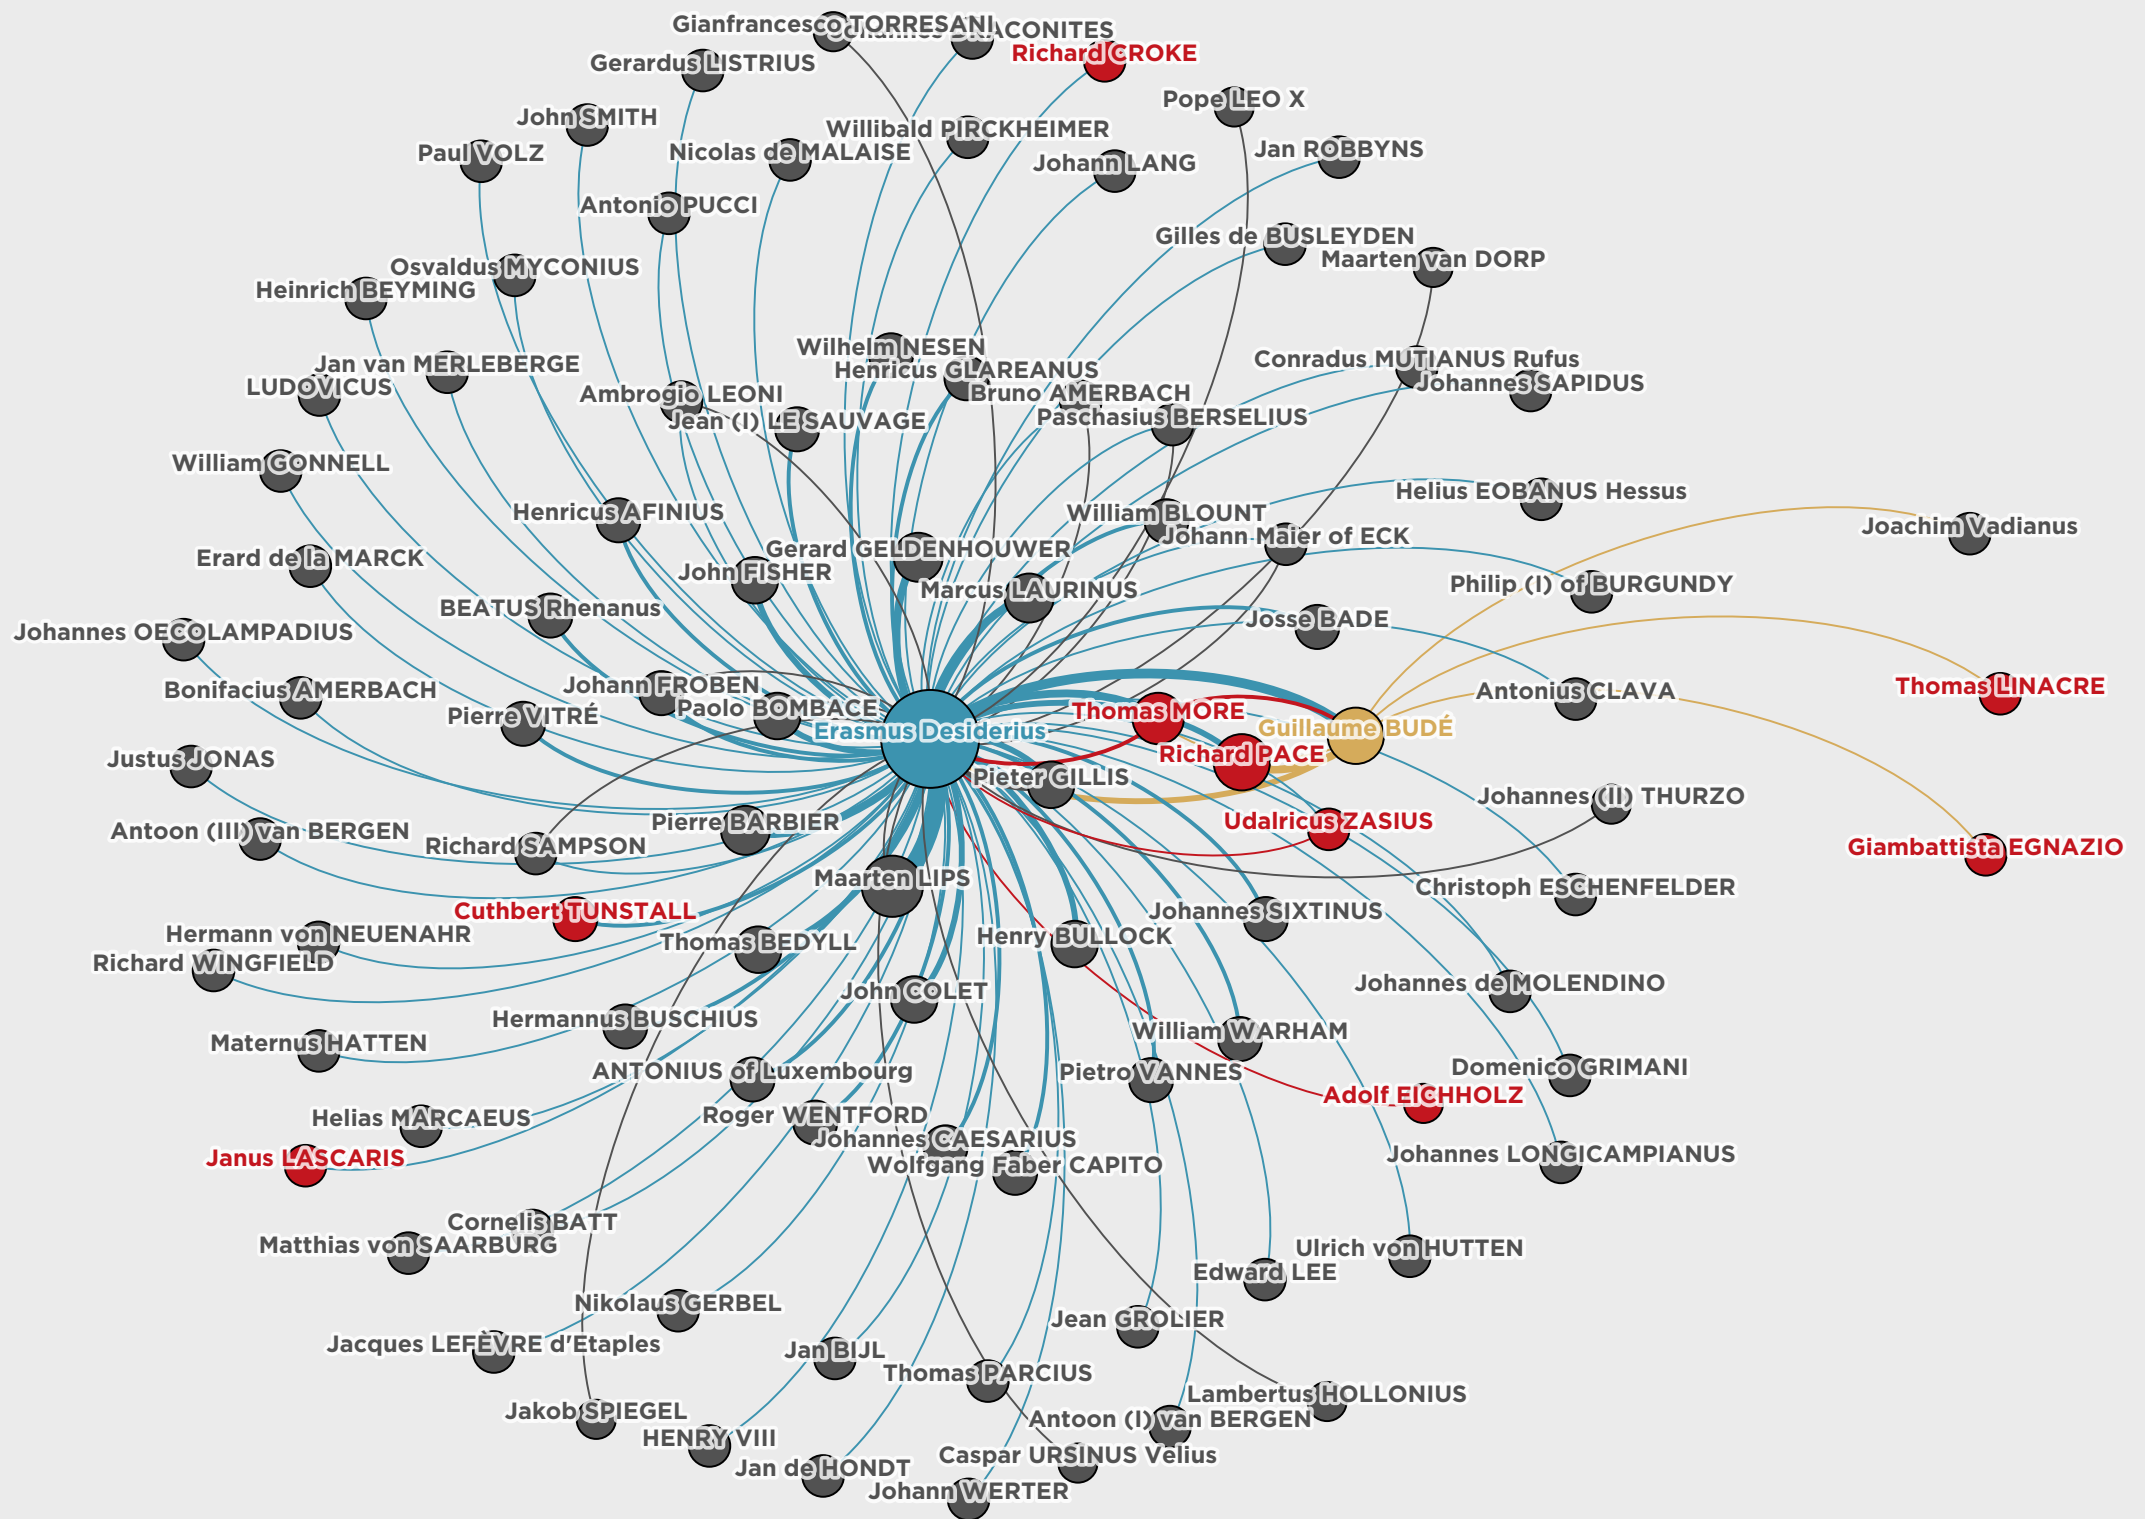 Gianfrancesco TORRESANI
Johannes DRACONITES
Richard CROKE
Gerardus LISTRIUS
Pope LEO X
John SMITH
Willibald PIRCKHEIMER
Paul VOLZ
Nicolas de MALAISE
Johann LANG
Jan ROBBYNS
Antonio PUCCI
Gilles de BUSLEYDEN
Maarten van DORP
Osvaldus MYCONIUS
Heinrich BEYMING
Wilhelm NESEN
Conradus MUTIANUS Rufus
Jan van MERLEBERGE
Henricus GLAREANUS
LUDOVICUS
Johannes SAPIDUS
Ambrogio LEONI
Bruno AMERBACH
Jean (I) LE SAUVAGE
Paschasius BERSELIUS
William GONNELL
Helius EOBANUS Hessus
Henricus AFINIUS
William BLOUNT
Joachim Vadianus
Johann Maier of ECK
Erard de la MARCK
Gerard GELDENHOUWER
John FISHER
Philip (I) of BURGUNDY
Marcus LAURINUS
BEATUS Rhenanus
Josse BADE
Johannes OECOLAMPADIUS
Bonifacius AMERBACH
Johann FROBEN
Antonius CLAVA
Thomas LINACRE
Pierre VITRÉ
Paolo BOMBACE
Thomas MORE
Erasmus Desiderius
Guillaume BUDÉ
Justus JONAS
Richard PACE
Pieter GILLIS
Johannes (II) THURZO
Antoon (III) van BERGEN
Pierre BARBIER
Udalricus ZASIUS
Richard SAMPSON
Giambattista EGNAZIO
Maarten LIPS
Christoph ESCHENFELDER
Cuthbert TUNSTALL
Johannes SIXTINUS
Hermann von NEUENAHR
Thomas BEDYLL
Henry BULLOCK
Richard WINGFIELD
John COLET
Johannes de MOLENDINO
Hermannus BUSCHIUS
William WARHAM
Maternus HATTEN
ANTONIUS of Luxembourg
Pietro VANNES
Domenico GRIMANI
Adolf EICHHOLZ
Helias MARCAEUS
Roger WENTFORD
Johannes CAESARIUS
Janus LASCARIS
Wolfgang Faber CAPITO
Johannes LONGICAMPIANUS
Cornelis BATT
Matthias von SAARBURG
Ulrich von HUTTEN
Edward LEE
Nikolaus GERBEL
Jean GROLIER
Jacques LEFÈVRE d'Etaples
Jan BIJL
Thomas PARCIUS
Lambertus HOLLONIUS
Jakob SPIEGEL
Antoon (I) van BERGEN
HENRY VIII
Caspar URSINUS Velius
Jan de HONDT
Johann WERTER